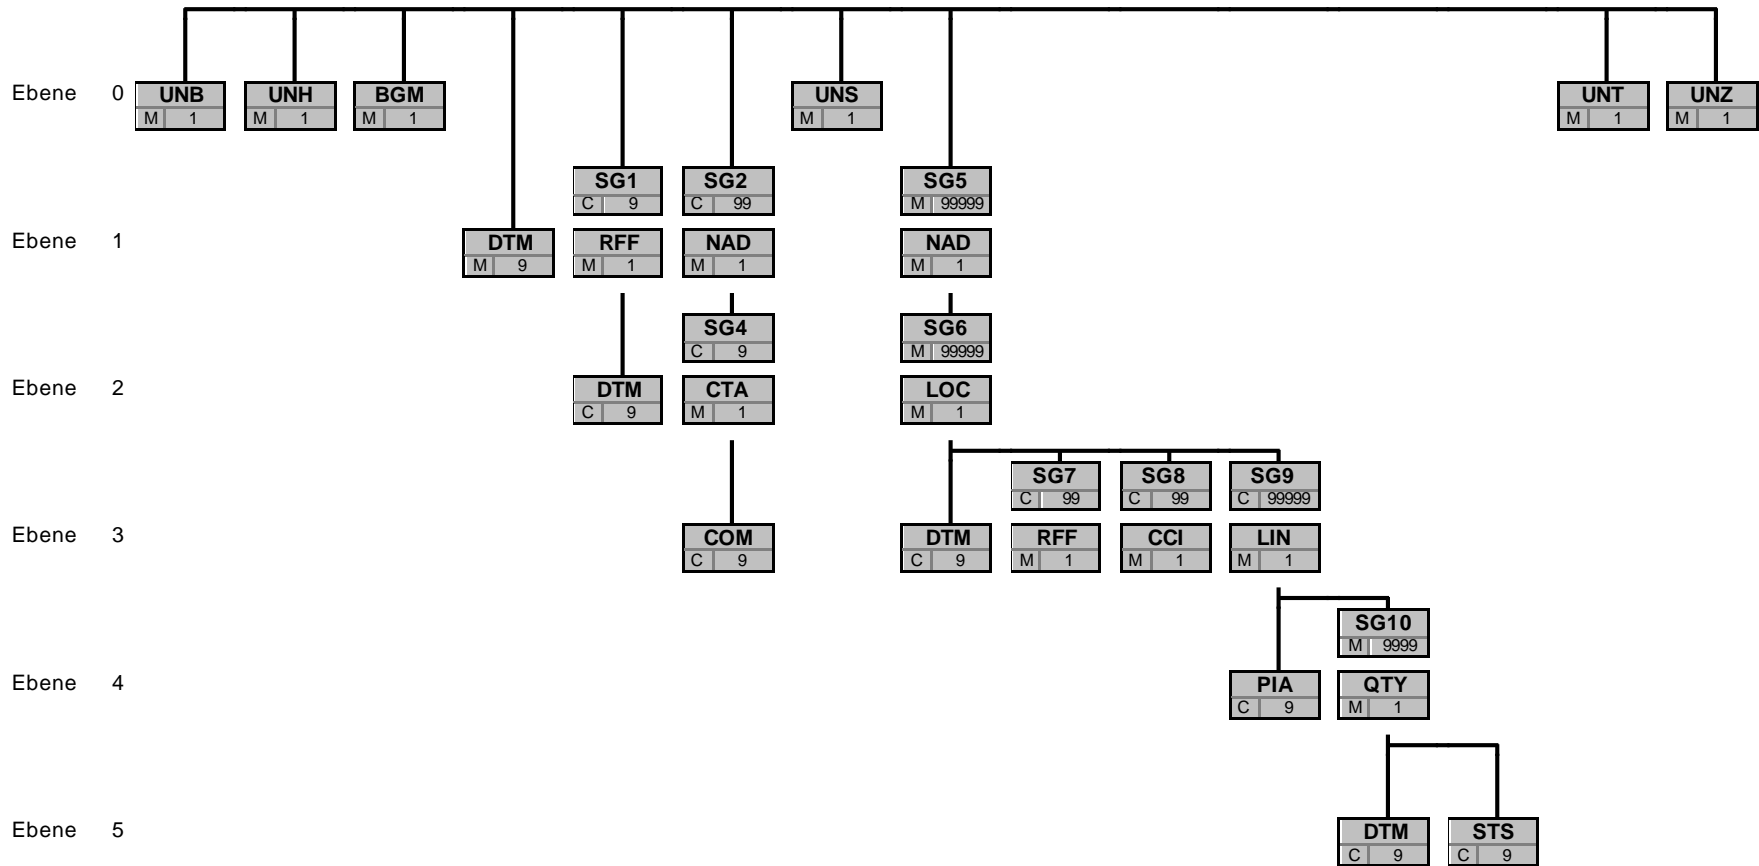 Ebene 0 UNB UNH BGM UNS UNT UNZ
M 1 M 1 M 1 M 1 M 1 M 1
SG1 SG2 SG5
C 9 C 99 M 99999
Ebene 1 DTM RFF NAD NAD
M 9 M 1 M 1 M 1
SG4 SG6
C 9 M 99999
Ebene 2 DTM CTA LOC
C 9 M 1 M 1
SG7 SG8 SG9
C 99 C 99 C 99999
Ebene 3 COM DTM RFF CCI LIN
C 9 C 9 M 1 M 1 M 1
SG10
M 9999
Ebene 4 PIA QTY
C 9 M 1
Ebene 5 DTM STS
C 9 C 9